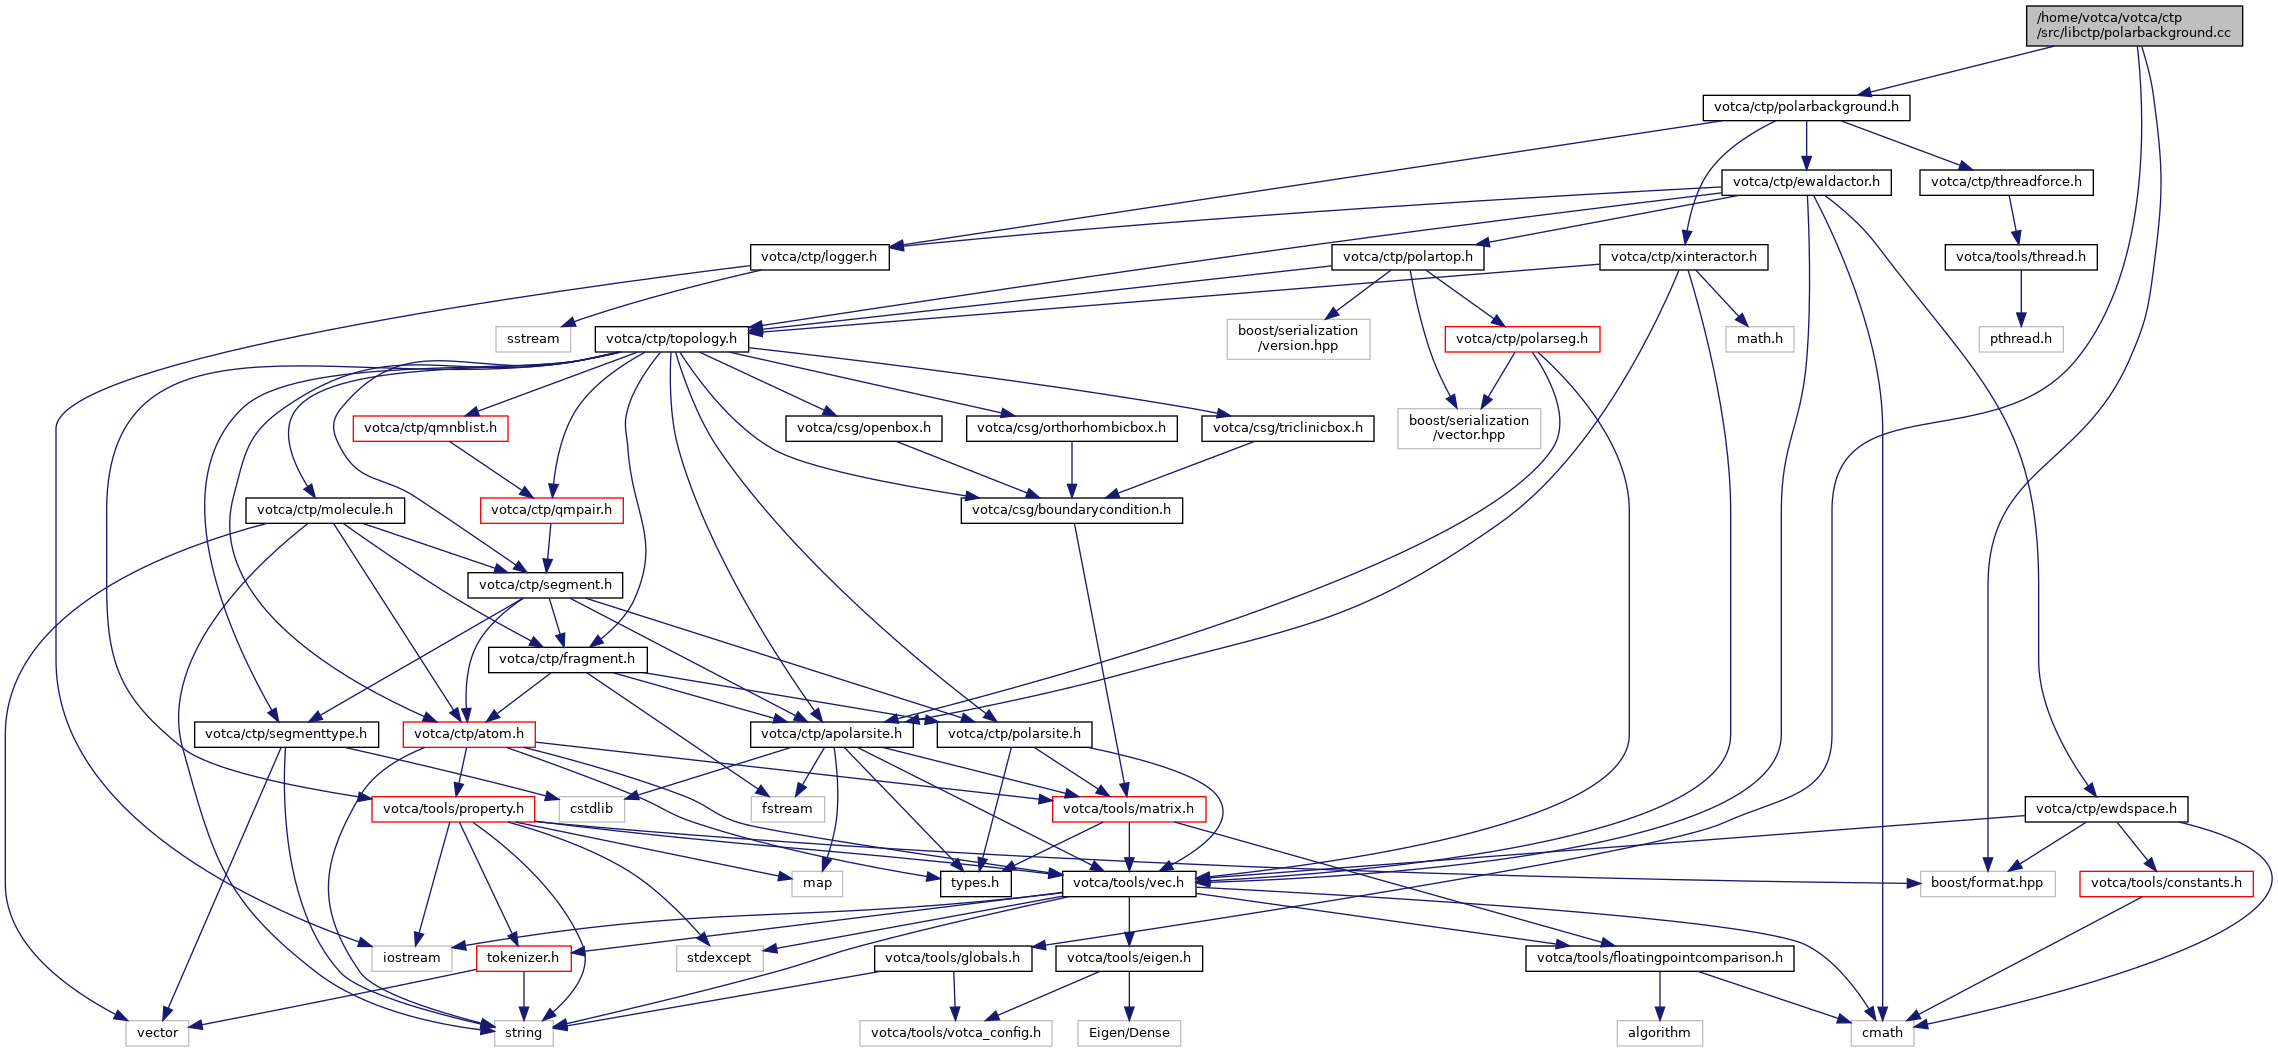 /home/votca/votca/ctp
/src/libctp/polarbackground.cc
votca/ctp/polarbackground.h
votca/ctp/ewaldactor.h
votca/ctp/threadforce.h
votca/ctp/logger.h
votca/ctp/polartop.h
votca/ctp/xinteractor.h
votca/tools/thread.h
sstream
votca/ctp/topology.h
boost/serialization
/version.hpp
votca/ctp/polarseg.h
math.h
pthread.h
votca/ctp/qmnblist.h
votca/csg/openbox.h
votca/csg/orthorhombicbox.h
votca/csg/triclinicbox.h
boost/serialization
/vector.hpp
votca/ctp/molecule.h
votca/ctp/qmpair.h
votca/csg/boundarycondition.h
votca/ctp/segment.h
votca/ctp/fragment.h
votca/ctp/segmenttype.h
votca/ctp/atom.h
votca/ctp/apolarsite.h
votca/ctp/polarsite.h
votca/tools/property.h
cstdlib
fstream
votca/tools/matrix.h
votca/ctp/ewdspace.h
map
types.h
votca/tools/vec.h
boost/format.hpp
votca/tools/constants.h
iostream
tokenizer.h
stdexcept
votca/tools/globals.h
votca/tools/eigen.h
votca/tools/floatingpointcomparison.h
vector
string
votca/tools/votca_config.h
Eigen/Dense
algorithm
cmath